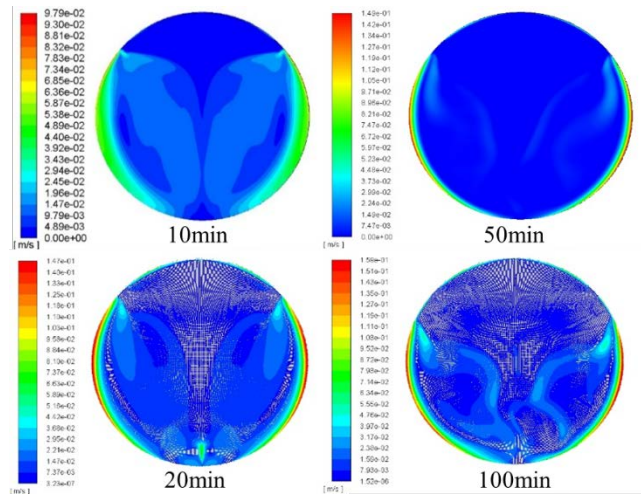 9.79e-02
9.30e-02
8.81e-02
8.32e-02
7.83e-02
7.34e-02
6.85e-02
6.36e-02
5.87e-02
5.38e-02
4.89e-02
4.40e-02
3.92e-02
3.43e-02
2.94e-02
2.45e-02
1.96e-02
1.47e-02
9.79e-03
4.89e-03
0.00e+00
[ m/s ]
10min
1.49e-01
1.42e-01
1.34e-01
1.27e-01
1.19e-01
1.12e-01
1.05e-01
9.71e-02
8.96e-02
8.21e-02
7.47e-02
6.72e-02
5.97e-02
5.23e-02
4.48e-02
3.73e-02
2.99e-02
2.24e-02
1.49e-02
7.47e-03
0.00e+00
[ m/s ]
50min
1.47e-01
1.40e-01
1.33e-01
1.25e-01
1.18e-01
1.10e-01
1.03e-01
9.58e-02
8.84e-02
8.10e-02
7.37e-02
6.63e-02
5.89e-02
5.16e-02
4.42e-02
3.68e-02
2.95e-02
2.21e-02
1.47e-02
7.37e-03
3.23e-07
[ m/s ]
20min
1.59e-01
1.51e-01
1.43e-01
1.35e-01
1.27e-01
1.19e-01
1.11e-01
1.03e-01
9.52e-02
8.72e-02
7.93e-02
7.14e-02
6.34e-02
5.55e-02
4.76e-02
3.97e-02
3.17e-02
2.38e-02
1.59e-02
7.93e-03
1.52e-06
[ m/s ]
100min